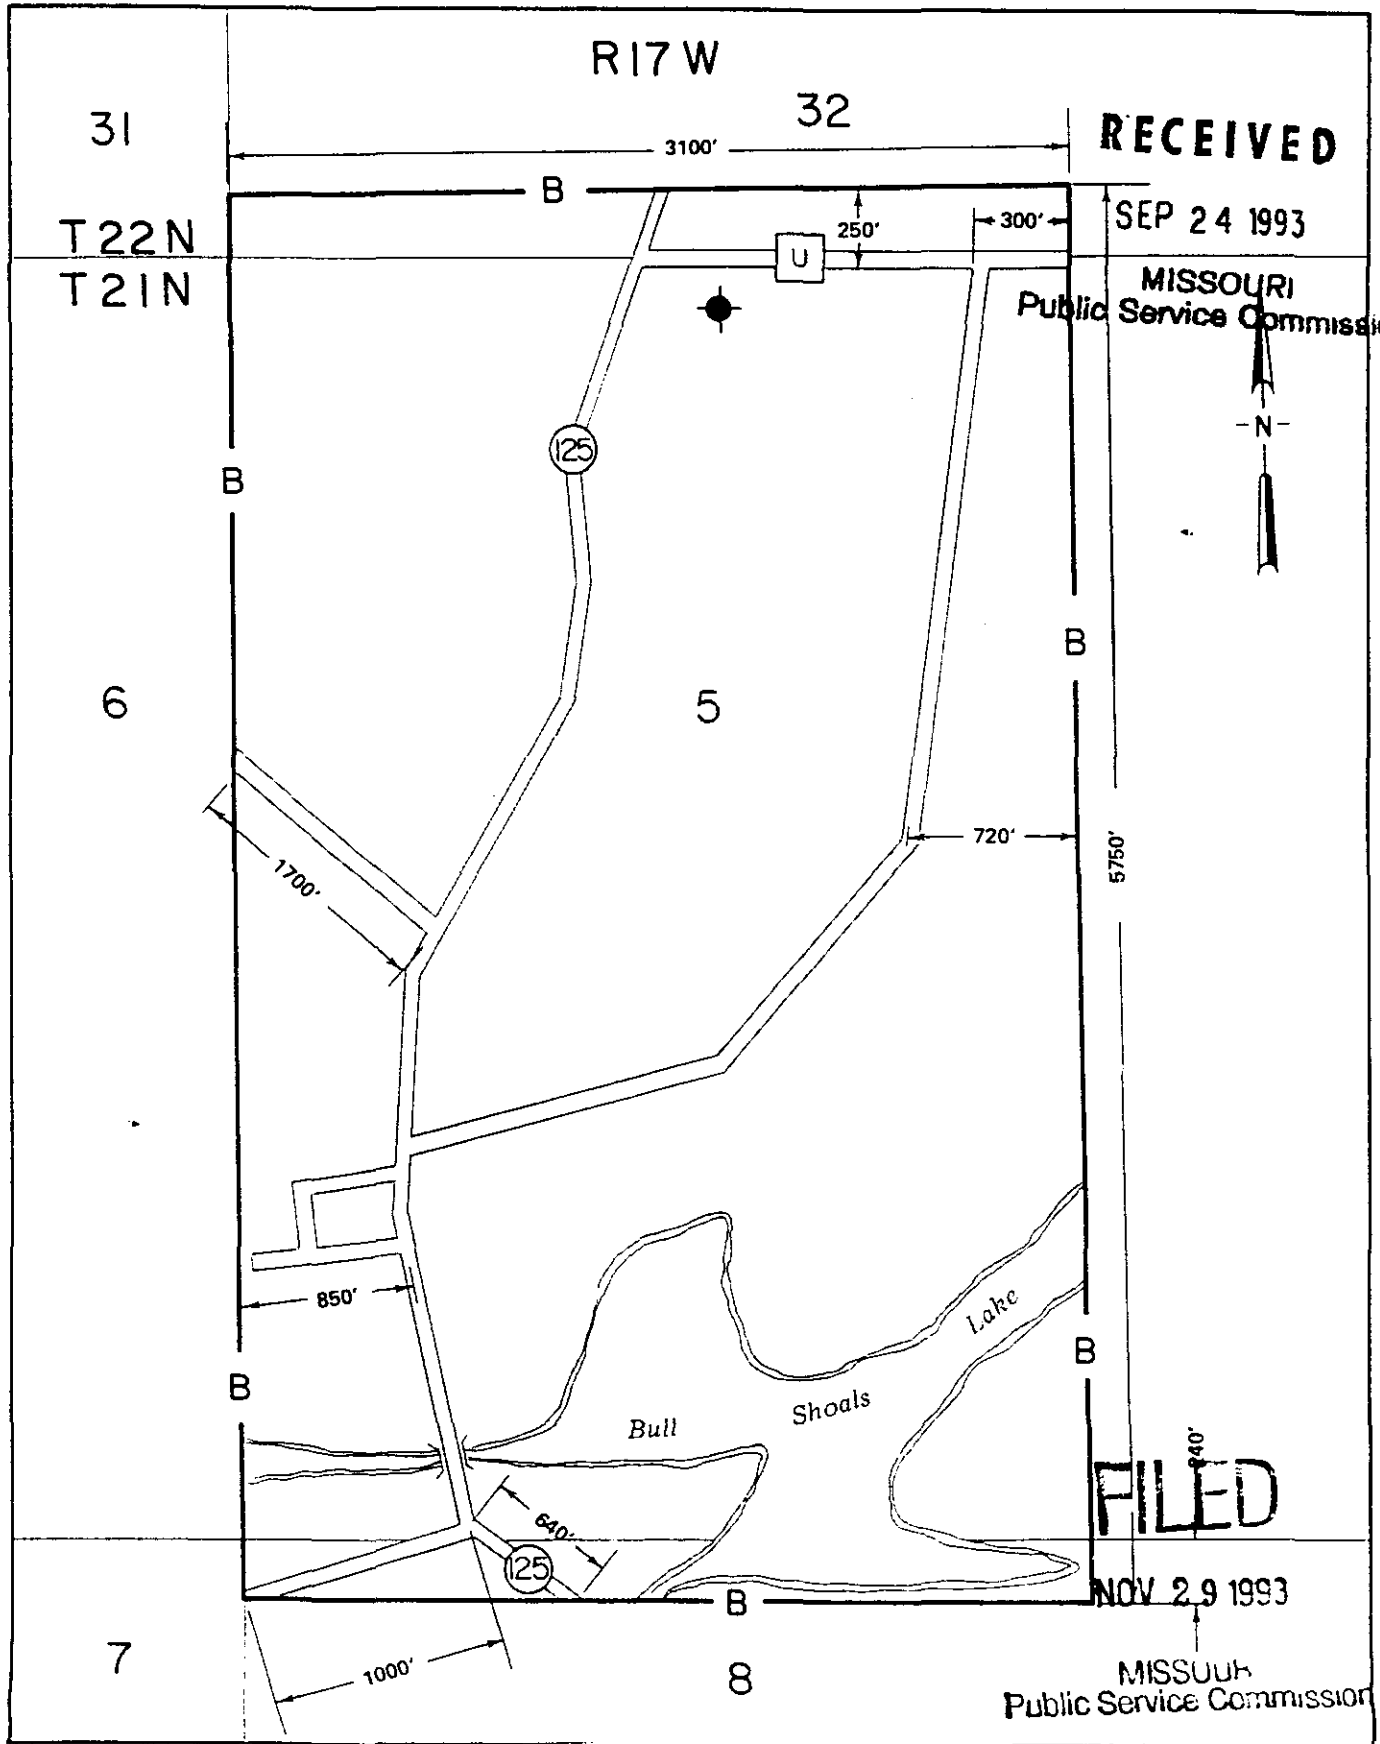 R17W
31
32
RECEIVED
3100'
B
T22N
250'
300'
SEP 24 1993
U
T21N
MISSOURI
Public Service Commissi
125
-N-
B
B
6
5
720'
5750'
1700'
850'
Lake
B
B
Shoals
Bull
240'
FILED
640'
125
B
NOV 29 1993
7
1000'
8
MISSOUR
Public Service Commission